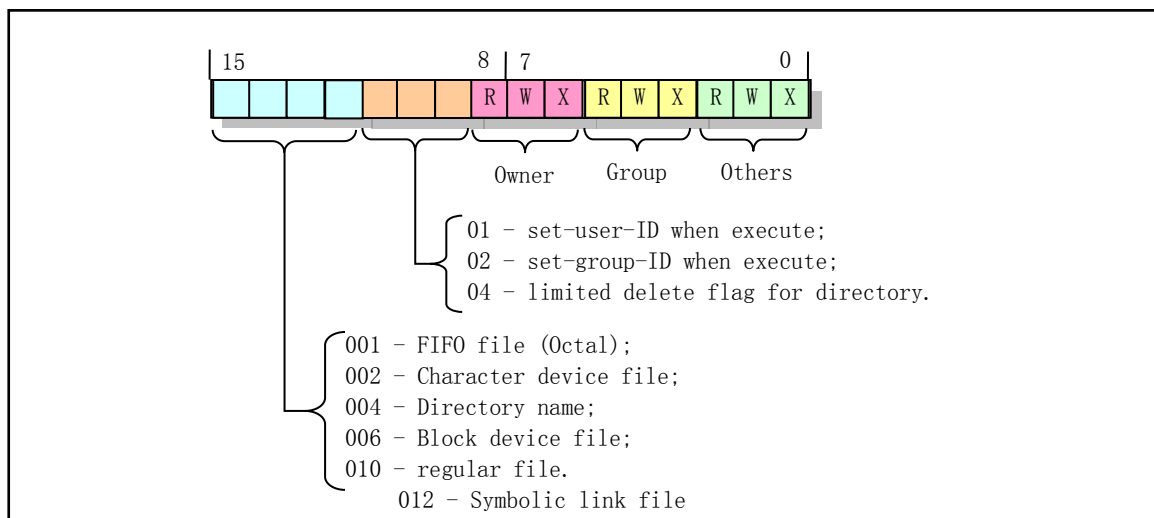 15 8 7 0
R W X R W X R W X
Owner Group Others
01 - set-user-ID when execute;
02 - set-group-ID when execute;
04 - limited delete flag for directory.
001 - FIFO file (Octal);
002 - Character device file;
004 - Directory name;
006 - Block device file;
010 - regular file.
012 - Symbolic link file